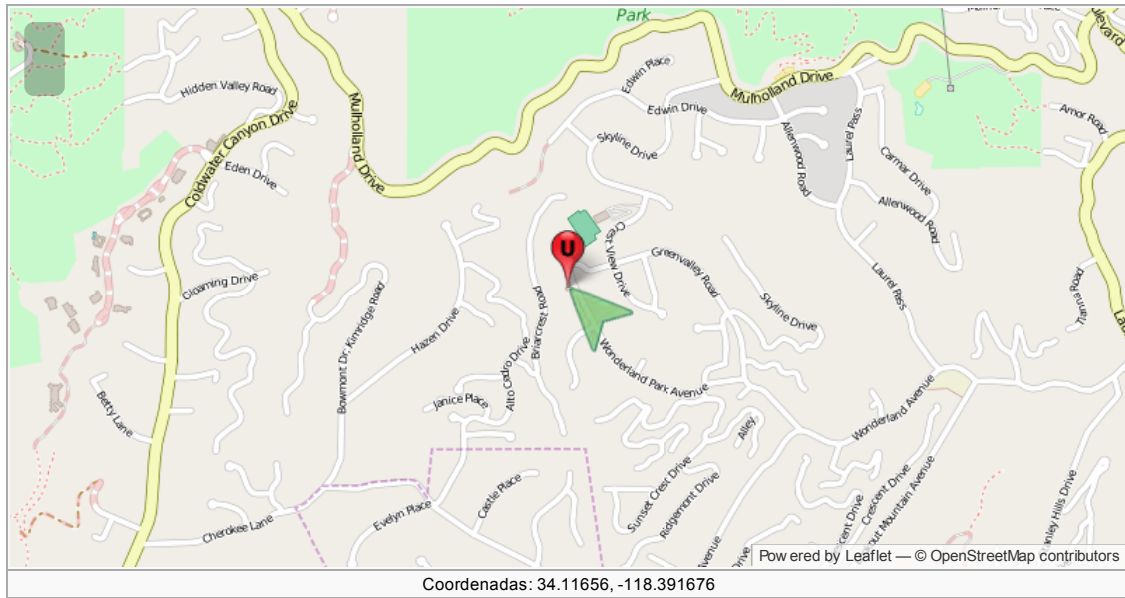 Park
Edwin Place
Mulholland Drive
Hidden Valley Road
Edwin Drive
Amor Road
Mulholland Drive
Coldwater Canyon Drive
Skyline Drive
Allenwood Road
Laurel Pass
Carmar Drive
Eden Drive
Allenwood Road
Crest View Drive
U
Greenvalley Road
Cloaming Drive
Laurel Pass
Skyline Drive
Briarcrest Road
Hazen Drive
Bowmont Dr; Kimridge Road
Alto Cedro Drive
Wonderland Park Avenue
Janice Place
Betty Lane
Wonderland Avenue
Alley
Sunset Crest Drive
Ridgemont Drive
Crescent Drive
Castle Place
Evelyn Place
Cherokee Lane
Avenue
Drive
Powered by Leaflet — © OpenStreetMap contributors
Coordenadas: 34.11656, -118.391676